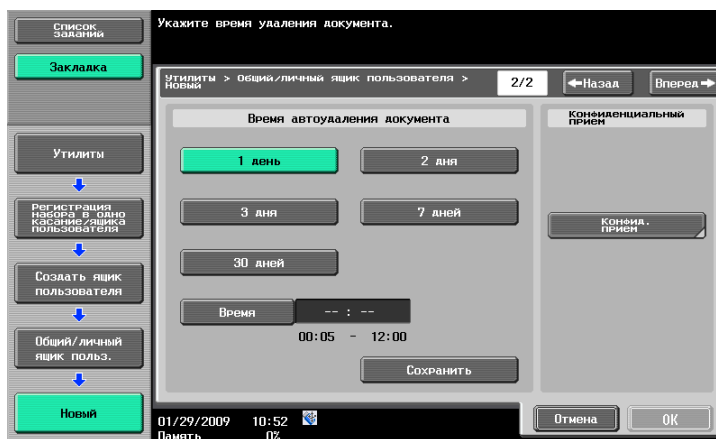 Список
заданий
Закладка
Укажите время удаления документа.
Утилиты > Общий/личный ящик пользователя >
Новый
2/2
←Назад
Вперед→
Время автоудаления документа
1 день
2 дня
3 дня
7 дней
30 дней
Время
-- : --
00:05 - 12:00
Сохранить
Конфиденциальный
прием
Конфид.
прием
Утилиты
Регистрация
набора в одно
касание/ящика
пользователя
Создать ящик
пользователя
Общий/личный
ящик польз.
Новый
01/29/2009 10:52
Память 0%
Отмена
OK